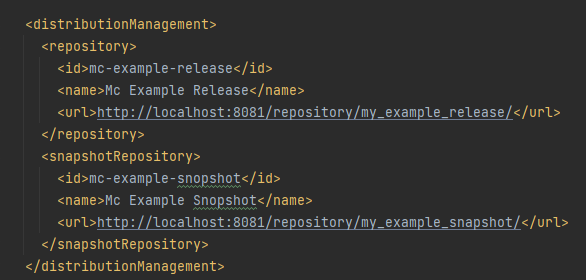 <distributionManagement>
<repository>
<id>mc-example-release</id>
<name>Mc Example Release</name>
<url>http://localhost:8081/repository/my_example_release/</url>
</repository>
<snapshotRepository>
<id>mc-example-snopshot</id>
<name>Mc Example Snopshot</name>
<url>http://localhost:8081/repository/my_example_snapshot/</url>
</snapshotRepository>
</distributionManagement>